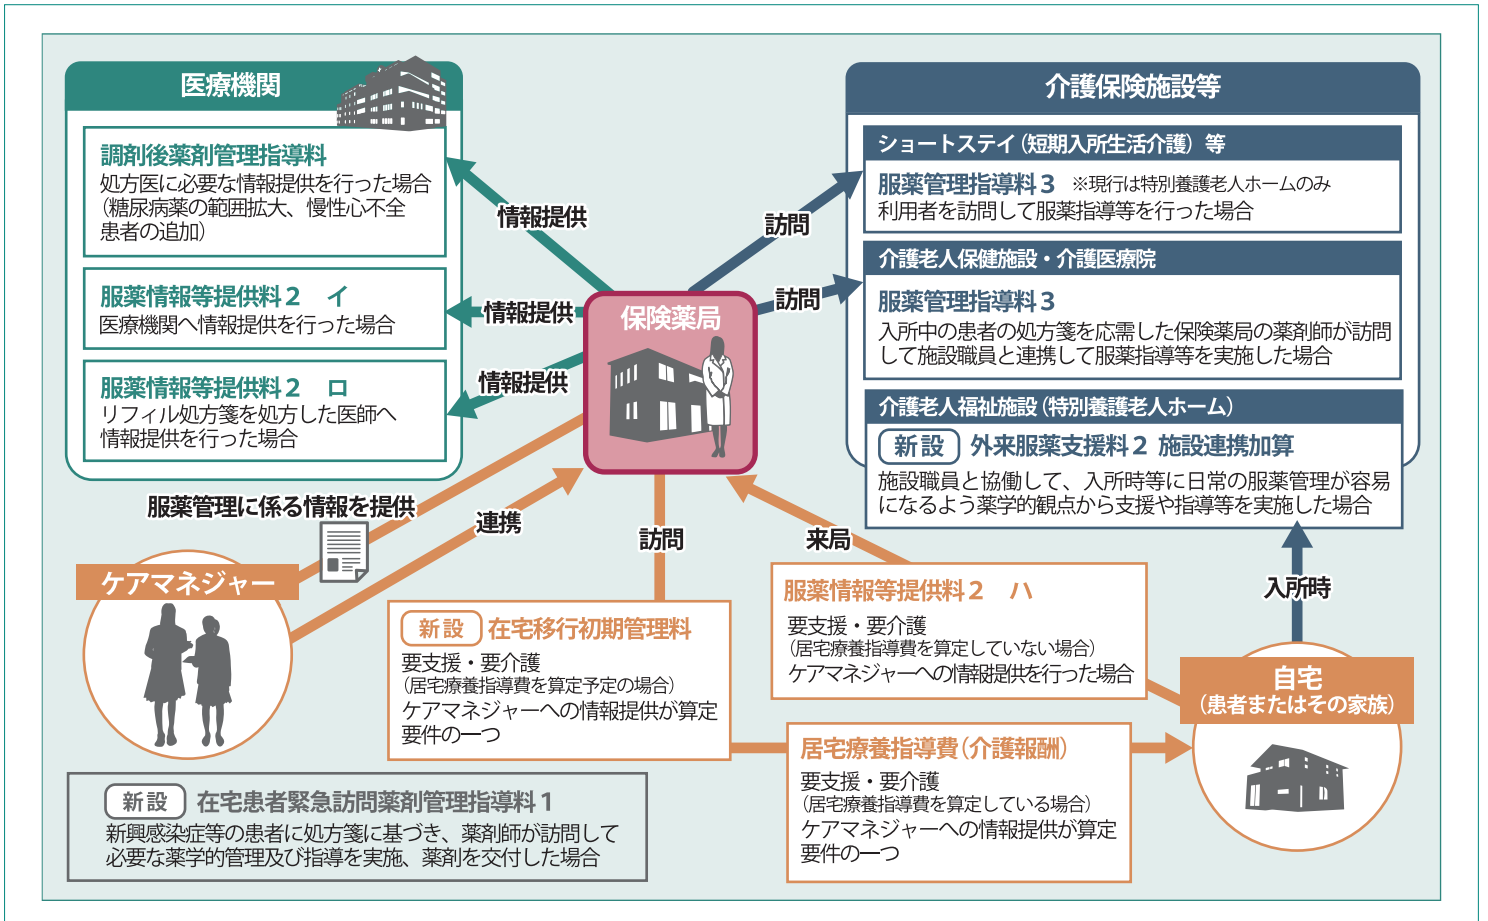 医療機関
調剤後薬剤管理指導料
処方医に必要な情報提供を行った場合
（糖尿病薬の範囲拡大、慢性心不全
患者の追加）
服薬情報等提供料２　イ
医療機関へ情報提供を行った場合
服薬情報等提供料２　ロ
リフィル処方箋を処方した医師へ
情報提供を行った場合
情報提供
情報提供
情報提供
保険薬局
訪問
訪問
介護保険施設等
ショートステイ（短期入所生活介護）等
服薬管理指導料３　※現行は特別養護老人ホームのみ
利用者を訪問して服薬指導等を行った場合
介護老人保健施設・介護医療院
服薬管理指導料３
入所中の患者の処方箋を応需した保険薬局の薬剤師が訪問
して施設職員と連携して服薬指導等を実施した場合
介護老人福祉施設（特別養護老人ホーム）
新設　外来服薬支援料２ 施設連携加算
施設職員と協働して、入所時等に日常の服薬管理が容易
になるよう薬学的観点から支援や指導等を実施した場合
服薬管理に係る情報を提供
連携
訪問
来局
入所時
ケアマネジャー
新設　在宅移行初期管理料
要支援・要介護
（居宅療養指導費を算定予定の場合）
ケアマネジャーへの情報提供が算定
要件の一つ
服薬情報等提供料２　ハ
要支援・要介護
（居宅療養指導費を算定していない場合）
ケアマネジャーへの情報提供を行った場合
自宅
（患者またはその家族）
居宅療養指導費（介護報酬）
要支援・要介護
（居宅療養指導費を算定している場合）
ケアマネジャーへの情報提供が算定
要件の一つ
新設　在宅患者緊急訪問薬剤管理指導料１
新興感染症等の患者に処方箋に基づき、薬剤師が訪問して
必要な薬学的管理及び指導を実施、薬剤を交付した場合